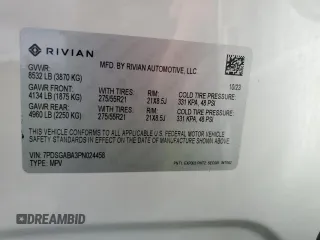 RIVIAN
MFD. BY RIVIAN AUTOMOTIVE, LLC
10/23
GVWR:
8532 LB (3870 KG)
GAWR FRONT: WITH TIRES: RIM: COLD TIRE PRESSURE:
4134 LB (1875 KG) 275/55R21 21X8.5J 331 KPA, 48 PSI
GAWR REAR: WITH TIRES: RIM: COLD TIRE PRESSURE:
4960 LB (2250 KG) 275/55R21 21X8.5J 331 KPA, 48 PSI
THIS VEHICLE CONFORMS TO ALL APPLICABLE U.S. FEDERAL MOTOR VEHICLE
SAFETY AND THEFT PREVENTION STANDARDS IN EFFECT ON THE DATE OF
MANUFACTURE SHOWN ABOVE.
VIN: 7PDSGABA3PN024456
TYPE: MPV
AUTOBIDMASTER